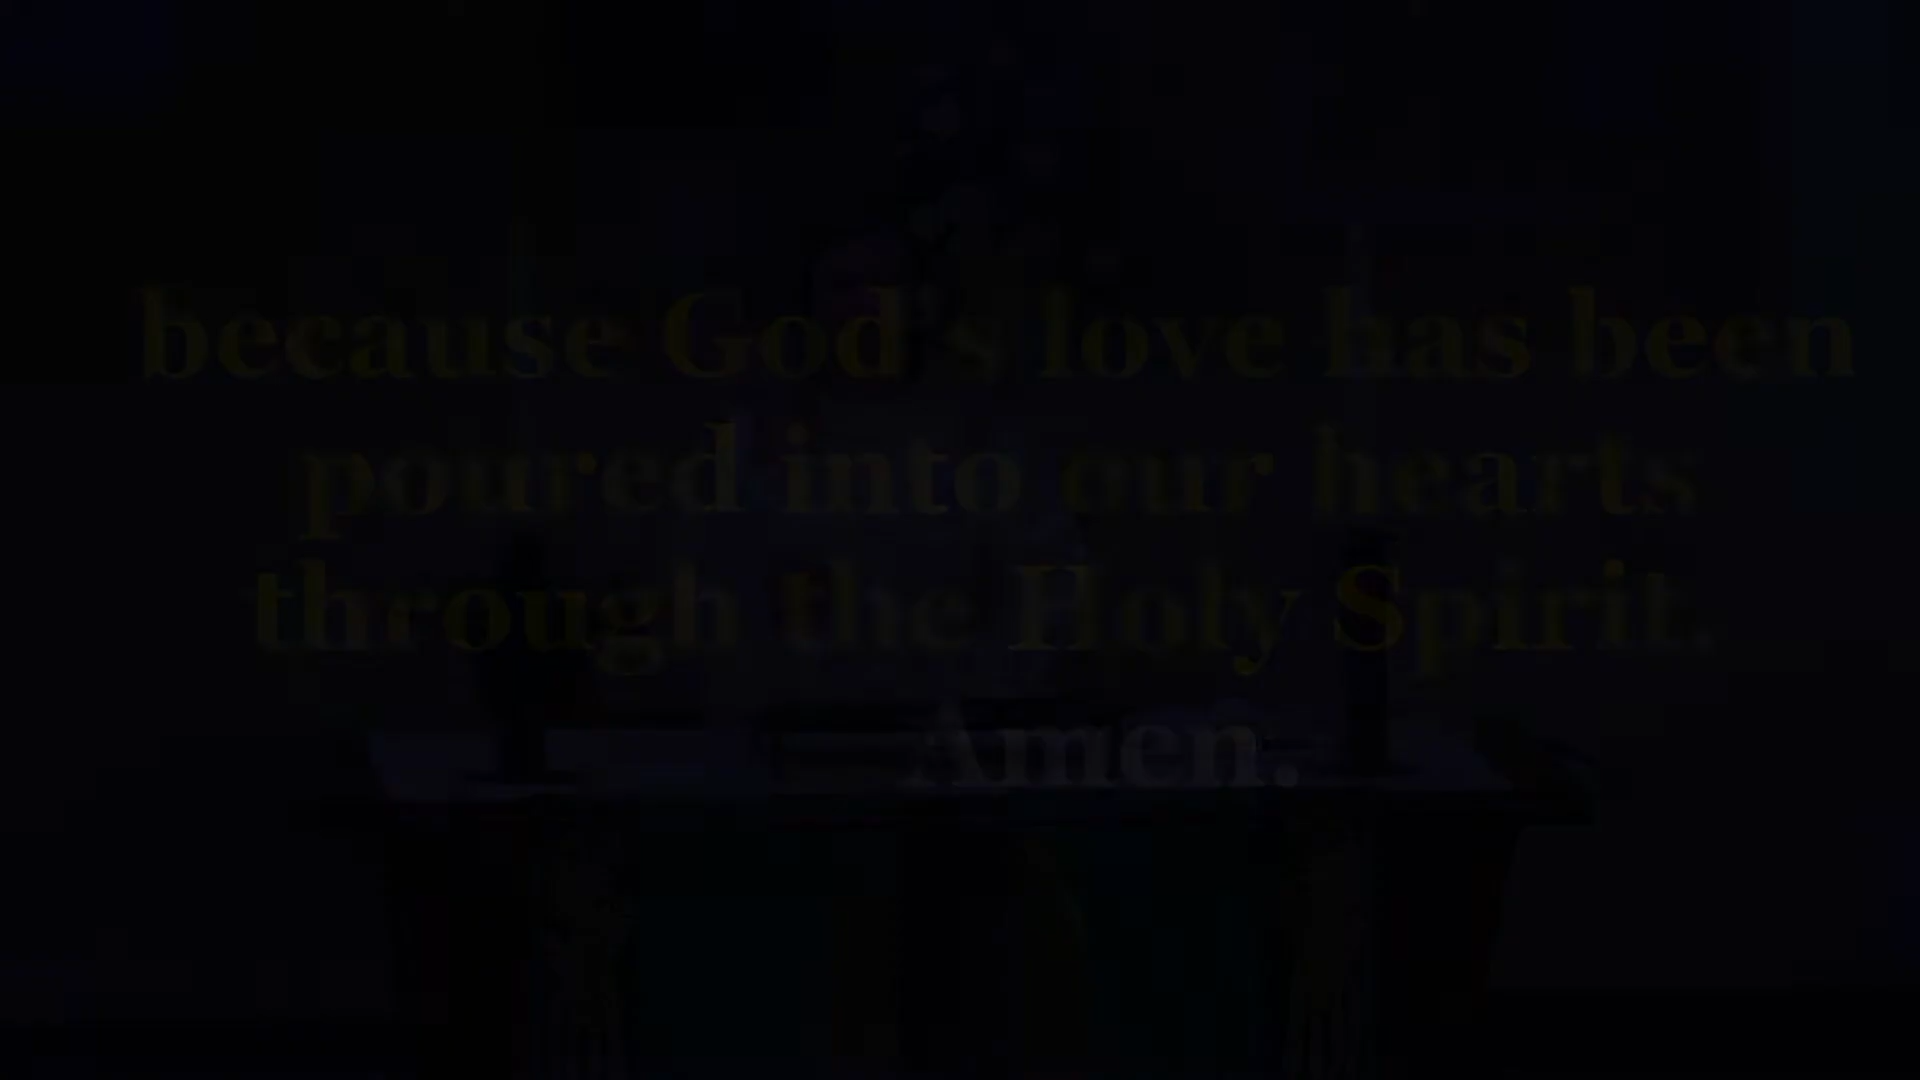 because God's love has been
poured into our hearts
through the Holy Spirit.
Amen.